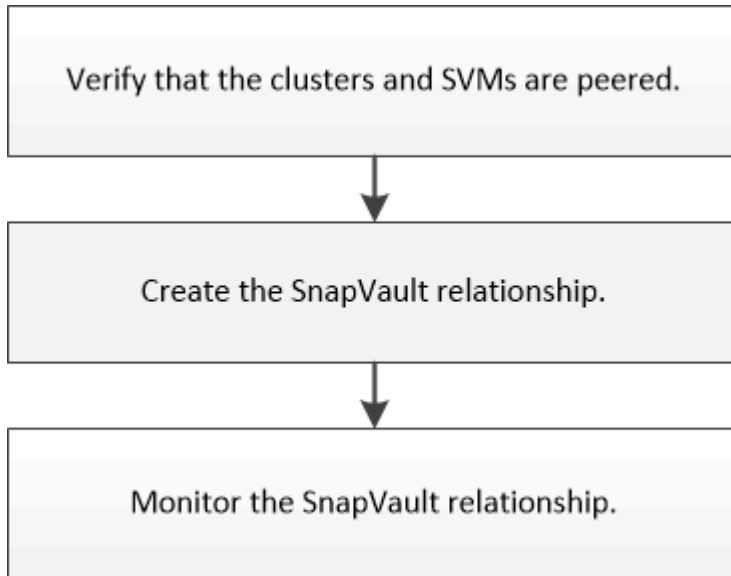 Verify that the clusters and SVMs are peered.
Create the SnapVault relationship.
Monitor the SnapVault relationship.